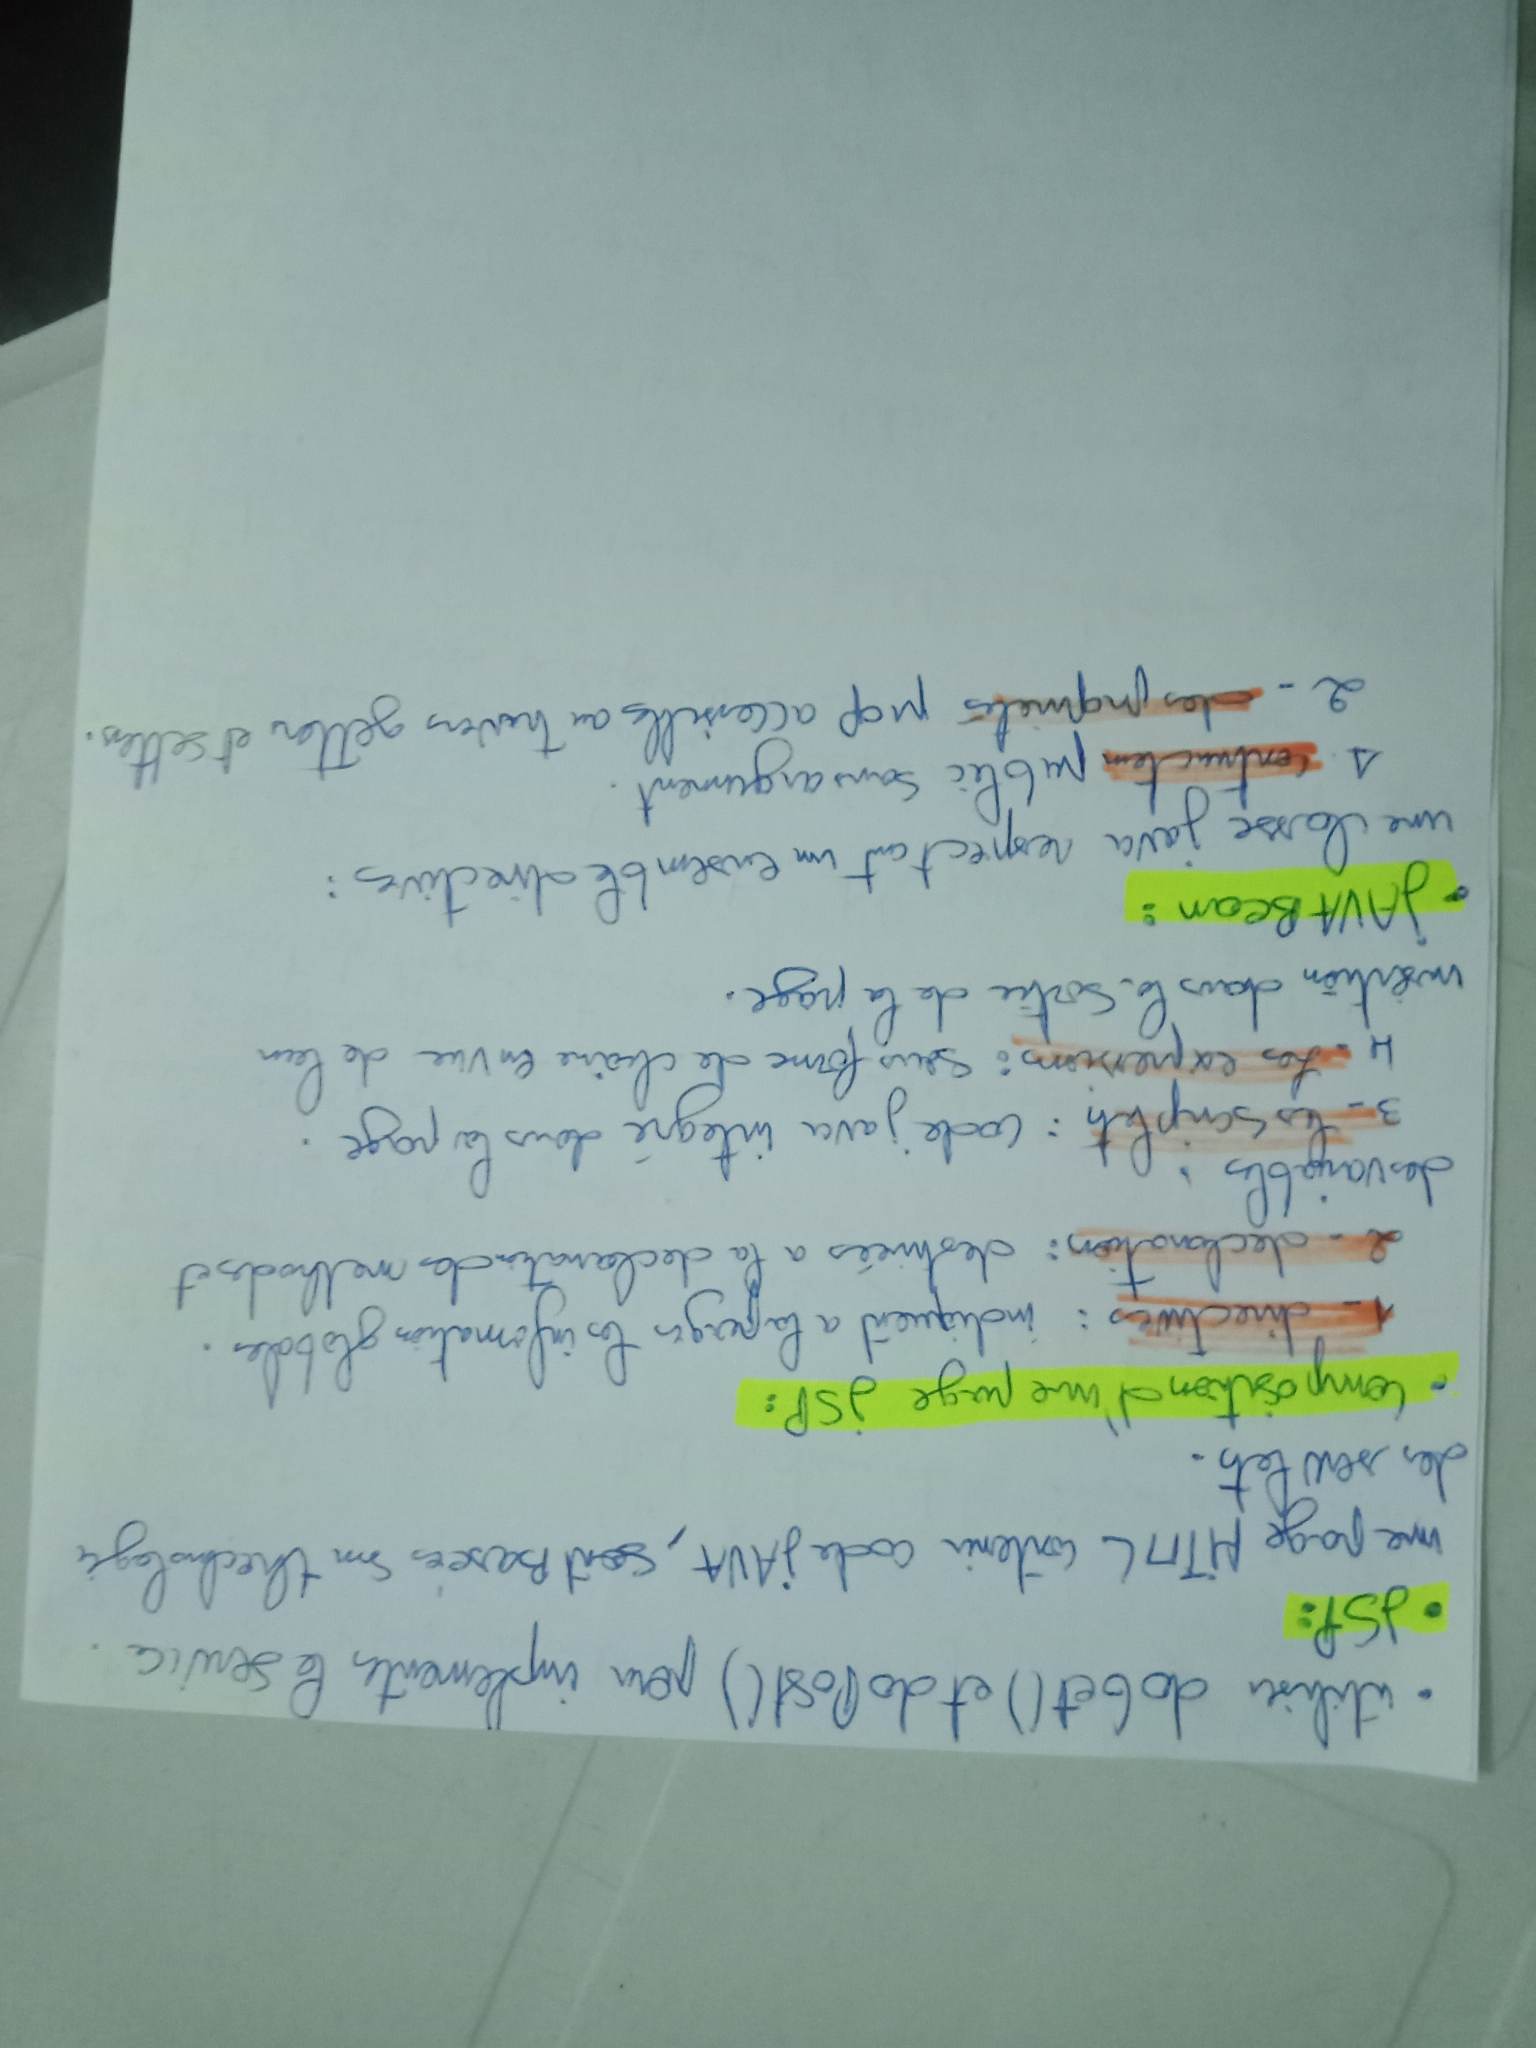 • utiliser doGet() et doPost() pour implementer le service.
• JSP:
une page HTML contenir code jAVA, sont Basées sur thechnologie
des servlets.
• Composition d'une page jSP:
1- directives : indiquent a la page les information globales.
2- declaration : destinées a la declaration des methodes et
des variables.
3- les scriplets : code java integré dans la page.
4- Les expressions : sous forme de chaine en vue de leur
insertion dans la sortie de la page.
• jAVA Bean :
une classe java respectant un ensemble directives :
1. contructeur public sans argument.
2- des propriétés prop accessilles au travers getter et setters.